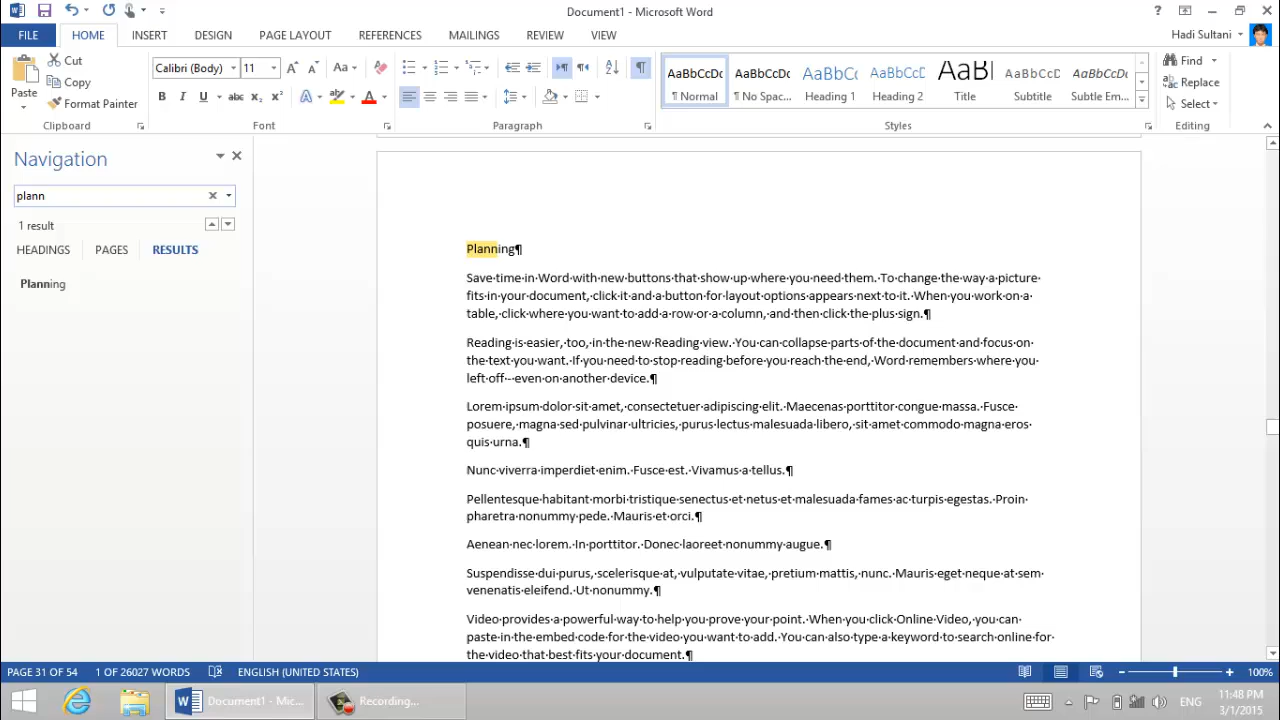 Document1 - Microsoft Word
FILE HOME INSERT DESIGN PAGE LAYOUT REFERENCES MAILINGS REVIEW VIEW Hadi Sultani
Paste
Cut
Copy
Format Painter
Clipboard
Calibri (Body) 11
Font
Paragraph
AaBbCcDc AaBbCcDc AaBbCc AaBbCcD AaBl AaBbCcD AaBbCcDc
¶ Normal ¶ No Spac... Heading 1 Heading 2 Title Subtitle Subtle Em...
Styles
Find
Replace
Select
Editing
Navigation
plann
1 result
HEADINGS PAGES RESULTS
Planning
Planning¶
Save·time·in·Word·with·new·buttons·that·show·up·where·you·need·them.·To·change·the·way·a·picture·
fits·in·your·document,·click·it·and·a·button·for·layout·options·appears·next·to·it.·When·you·work·on·a·
table,·click·where·you·want·to·add·a·row·or·a·column,·and·then·click·the·plus·sign.¶
Reading·is·easier,·too,·in·the·new·Reading·view.·You·can·collapse·parts·of·the·document·and·focus·on·
the·text·you·want.·If·you·need·to·stop·reading·before·you·reach·the·end,·Word·remembers·where·you·
left·off·-·even·on·another·device.¶
Lorem·ipsum·dolor·sit·amet,·consectetuer·adipiscing·elit.·Maecenas·porttitor·congue·massa.·Fusce·
posuere,·magna·sed·pulvinar·ultricies,·purus·lectus·malesuada·libero,·sit·amet·commodo·magna·eros·
quis·urna.¶
Nunc·viverra·imperdiet·enim.·Fusce·est.·Vivamus·a·tellus.¶
Pellentesque·habitant·morbi·tristique·senectus·et·netus·et·malesuada·fames·ac·turpis·egestas.·Proin·
pharetra·nonummy·pede.·Mauris·et·orci.¶
Aenean·nec·lorem.·In·porttitor.·Donec·laoreet·nonummy·augue.¶
Suspendisse·dui·purus,·scelerisque·at,·vulputate·vitae,·pretium·mattis,·nunc.·Mauris·eget·neque·at·sem·
venenatis·eleifend.·Ut·nonummy.¶
Video·provides·a·powerful·way·to·help·you·prove·your·point.·When·you·click·Online·Video,·you·can·
paste·in·the·embed·code·for·the·video·you·want·to·add.·You·can·also·type·a·keyword·to·search·online·for·
the·video·that·best·fits·your·document.¶
PAGE 31 OF 54 1 OF 26027 WORDS ENGLISH (UNITED STATES) 100%
Document1 - Mic... Recording... ENG 11:48 PM
3/1/2015